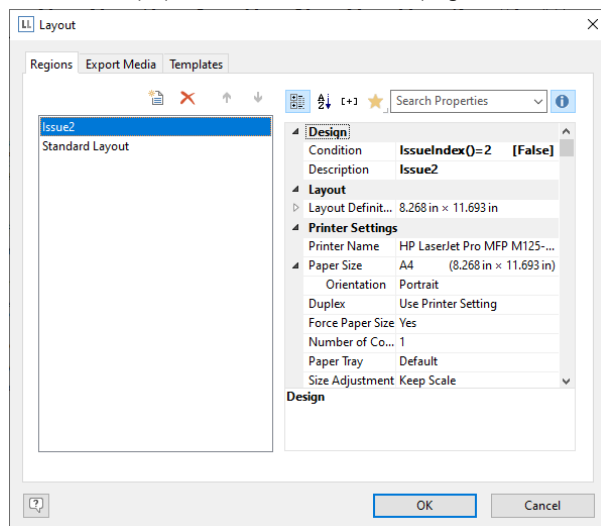 LL Layout
Regions Export Media Templates
Search Properties
Issue2
Standard Layout
Design
Condition IssueIndex()=2 [False]
Description Issue2
Layout
Layout Definit... 8.268 in × 11.693 in
Printer Settings
Printer Name HP LaserJet Pro MFP M125-...
Paper Size A4 (8.268 in × 11.693 in)
Orientation Portrait
Duplex Use Printer Setting
Force Paper Size Yes
Number of Co... 1
Paper Tray Default
Size Adjustment Keep Scale
Design
OK Cancel